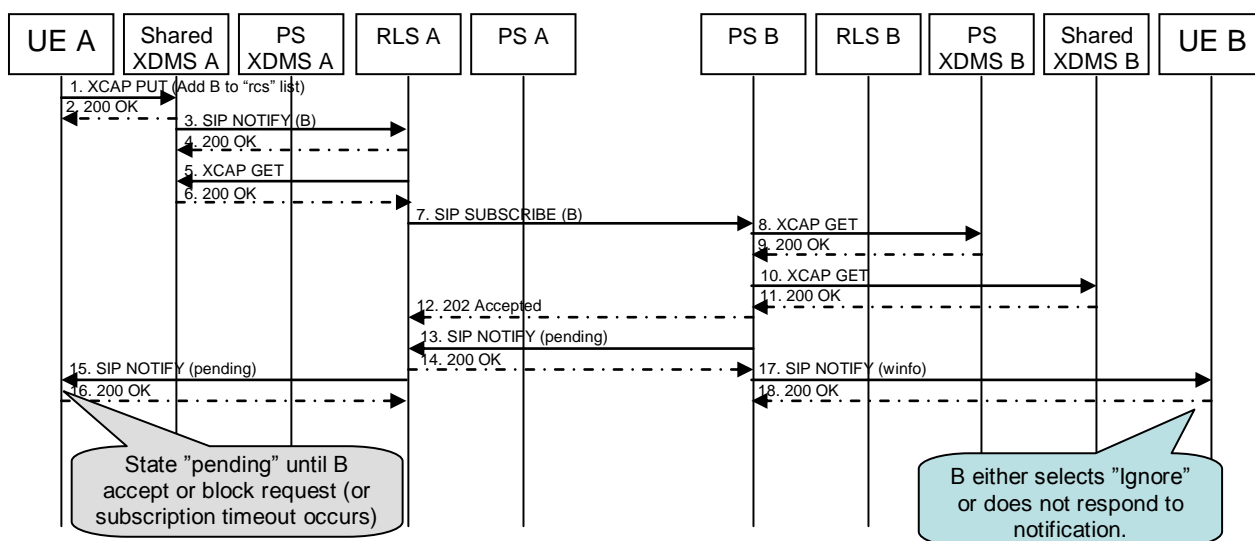 UE A
Shared
XDMS A
PS
XDMS A
RLS A
PS A
PS B
RLS B
PS
XDMS B
Shared
XDMS B
UE B
1. XCAP PUT (Add B to “rcs” list)
2. 200 OK
3. SIP NOTIFY (B)
4. 200 OK
5. XCAP GET
6. 200 OK
7. SIP SUBSCRIBE (B)
8. XCAP GET
9. 200 OK
10. XCAP GET
11. 200 OK
12. 202 Accepted
13. SIP NOTIFY (pending)
14. 200 OK
15. SIP NOTIFY (pending)
16. 200 OK
17. SIP NOTIFY (winfo)
18. 200 OK
State ”pending” until B
accept or block request (or
subscription timeout occurs)
B either selects ”Ignore”
or does not respond to
notification.